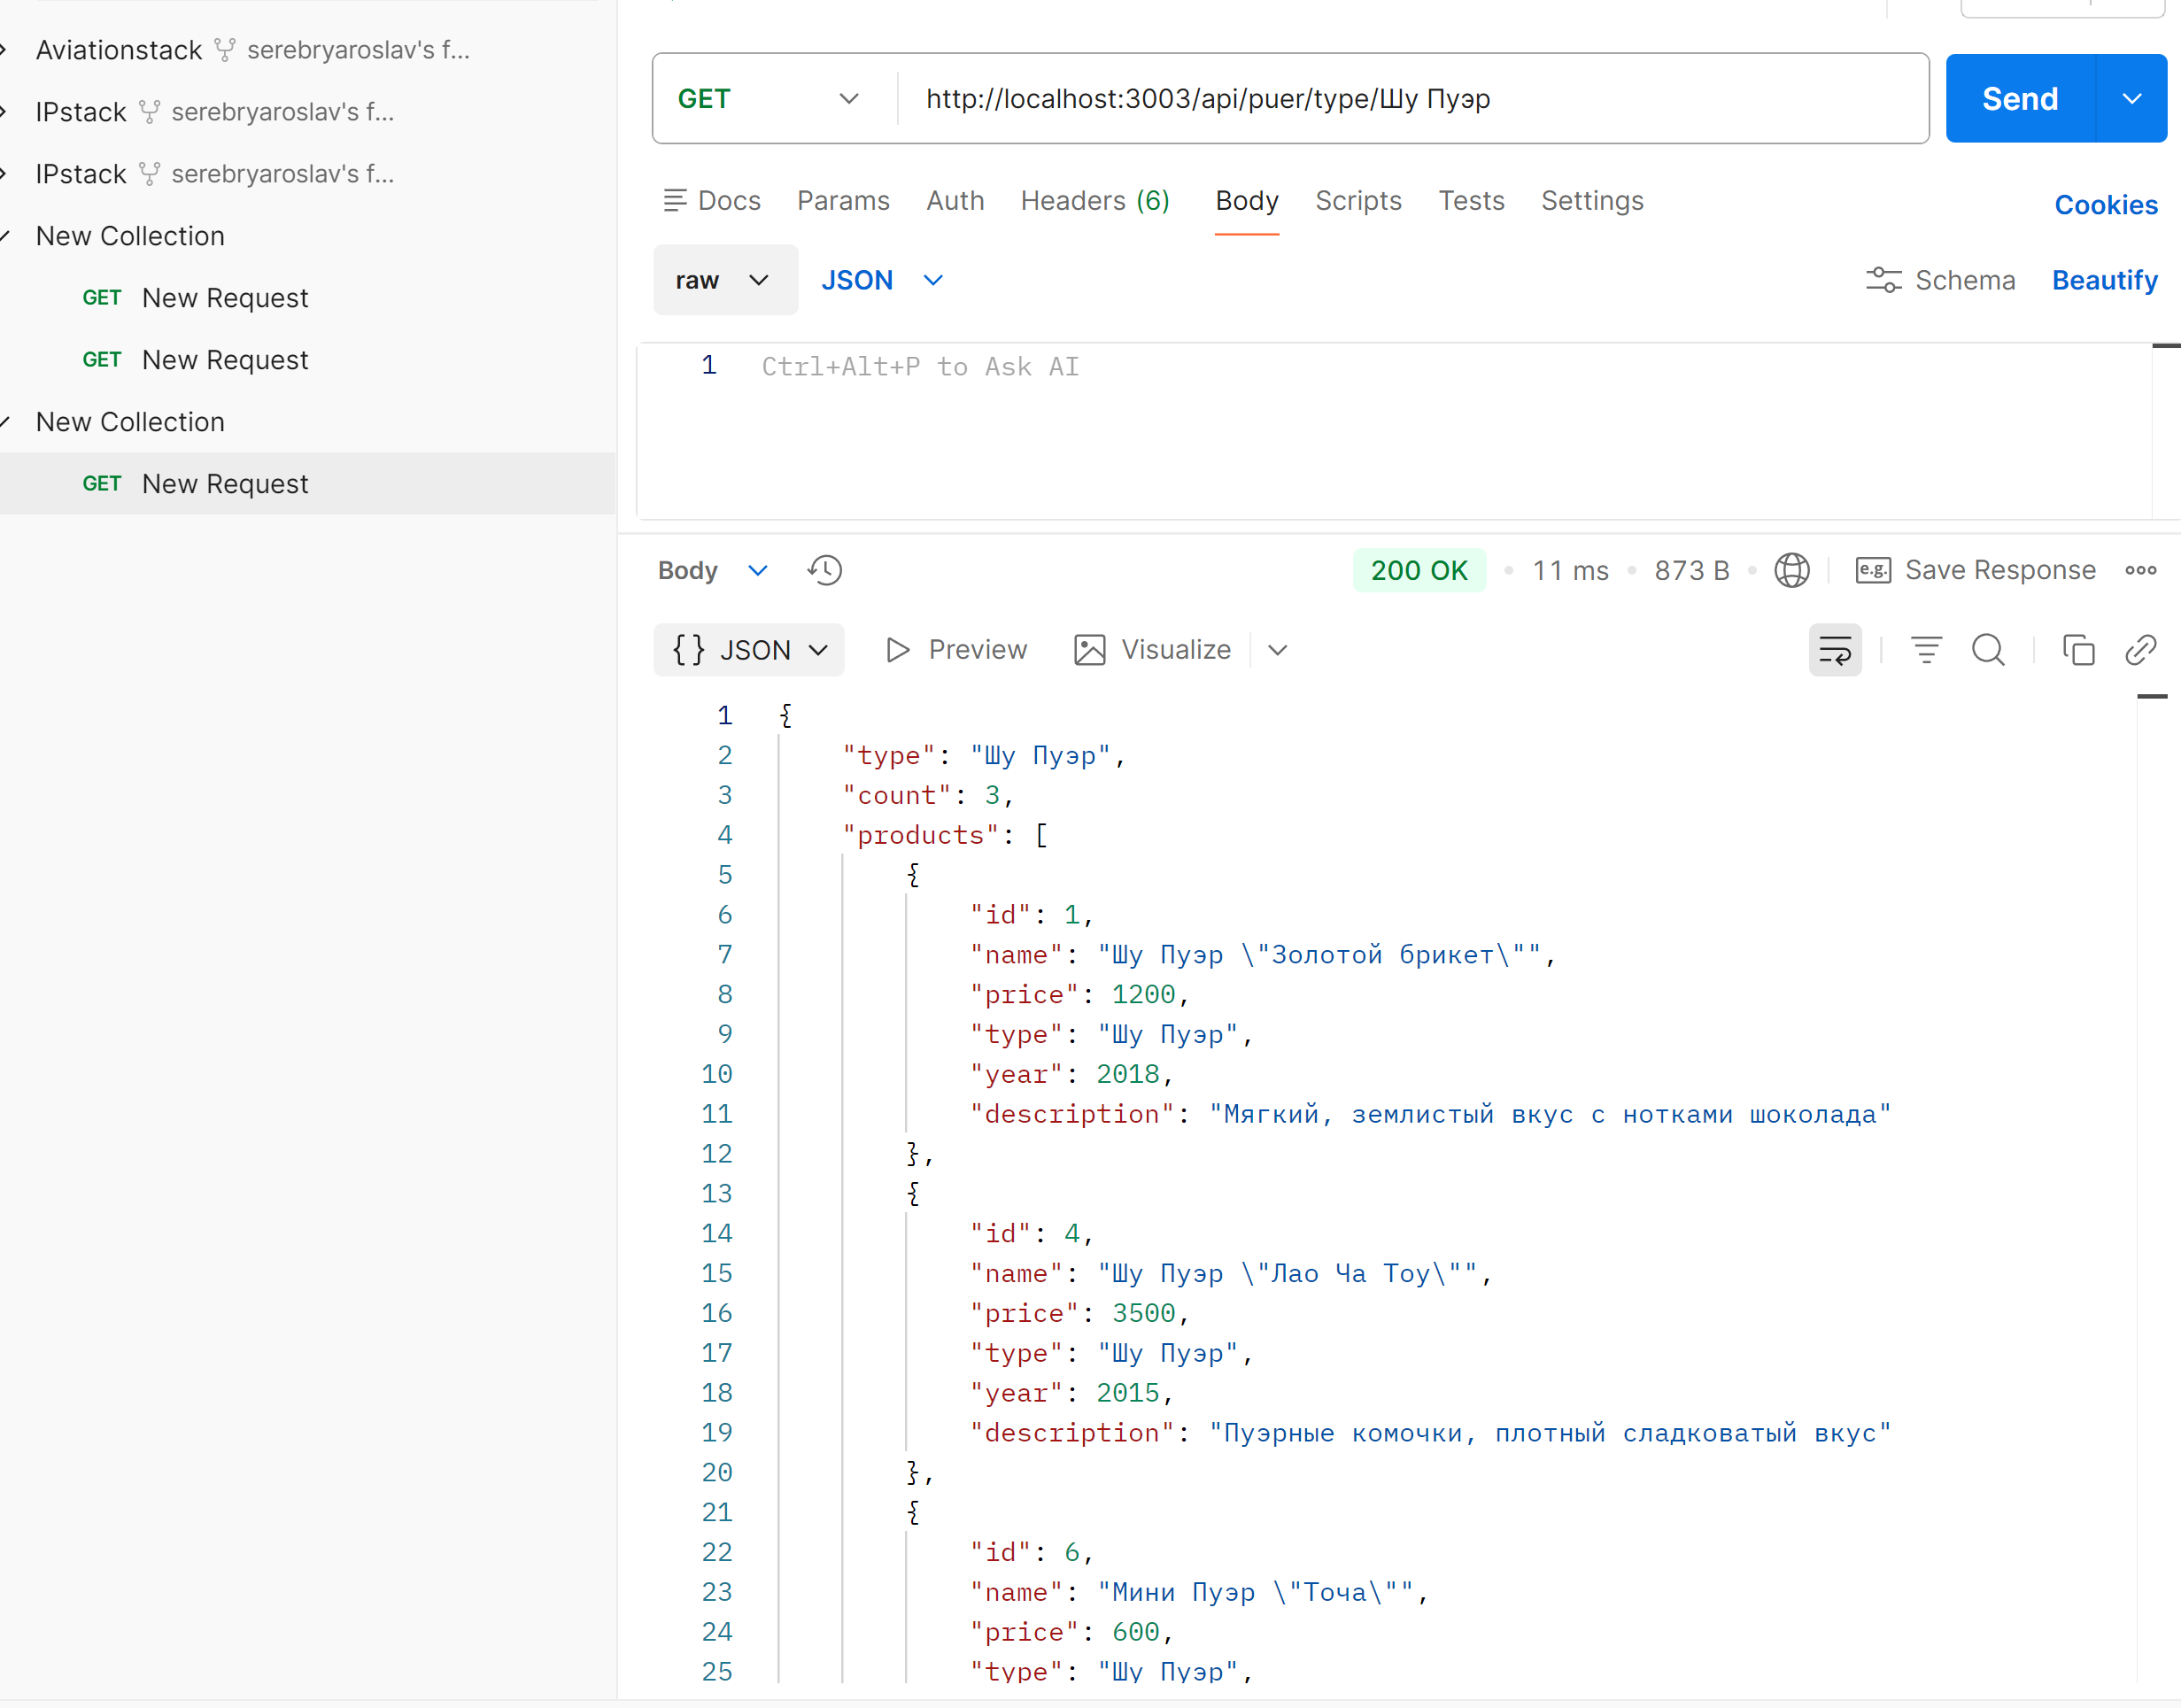 Aviationstack serebryaroslav's f...
IPstack serebryaroslav's f...
IPstack serebryaroslav's f...
New Collection
GET New Request
GET New Request
New Collection
GET New Request
GET http://localhost:3003/api/puer/type/Шу Пуэр Send
Docs Params Auth Headers (6) Body Scripts Tests Settings Cookies
raw JSON Schema Beautify
1 Ctrl+Alt+P to Ask AI
Body 200 OK 11 ms 873 B e.g. Save Response
{} JSON Preview Visualize
1 {
2 "type": "Шу Пуэр",
3 "count": 3,
4 "products": [
5 {
6 "id": 1,
7 "name": "Шу Пуэр \"Золотой брикет\"",
8 "price": 1200,
9 "type": "Шу Пуэр",
10 "year": 2018,
11 "description": "Мягкий, землистый вкус с нотками шоколада"
12 },
13 {
14 "id": 4,
15 "name": "Шу Пуэр \"Лао Ча Тоу\"",
16 "price": 3500,
17 "type": "Шу Пуэр",
18 "year": 2015,
19 "description": "Пуэрные комочки, плотный сладковатый вкус"
20 },
21 {
22 "id": 6,
23 "name": "Мини Пуэр \"Точа\"",
24 "price": 600,
25 "type": "Шу Пуэр",